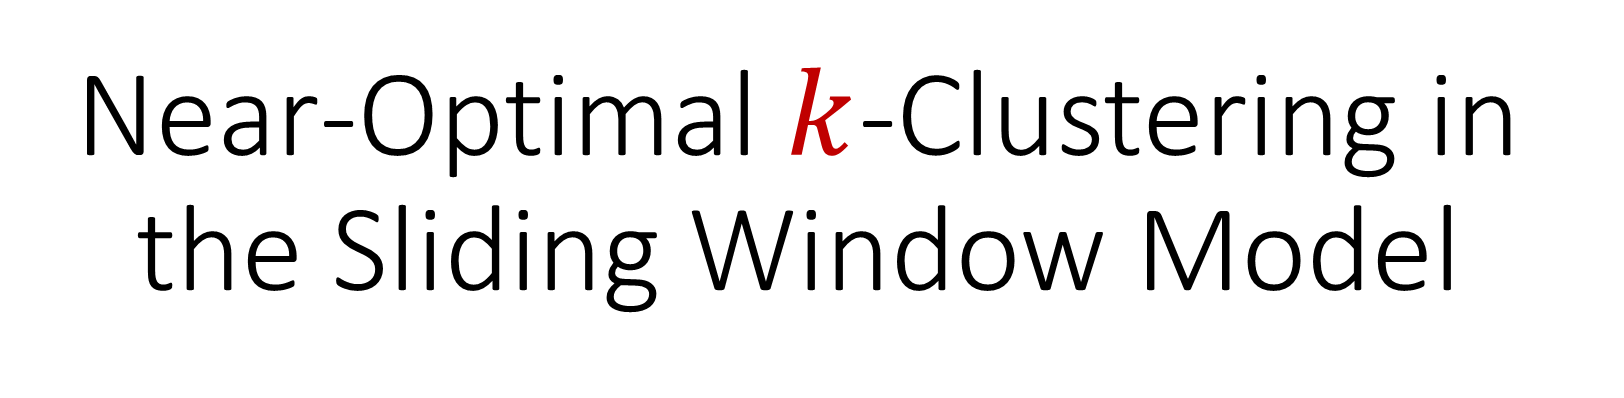 Near-Optimal k-Clustering in
the Sliding Window Model